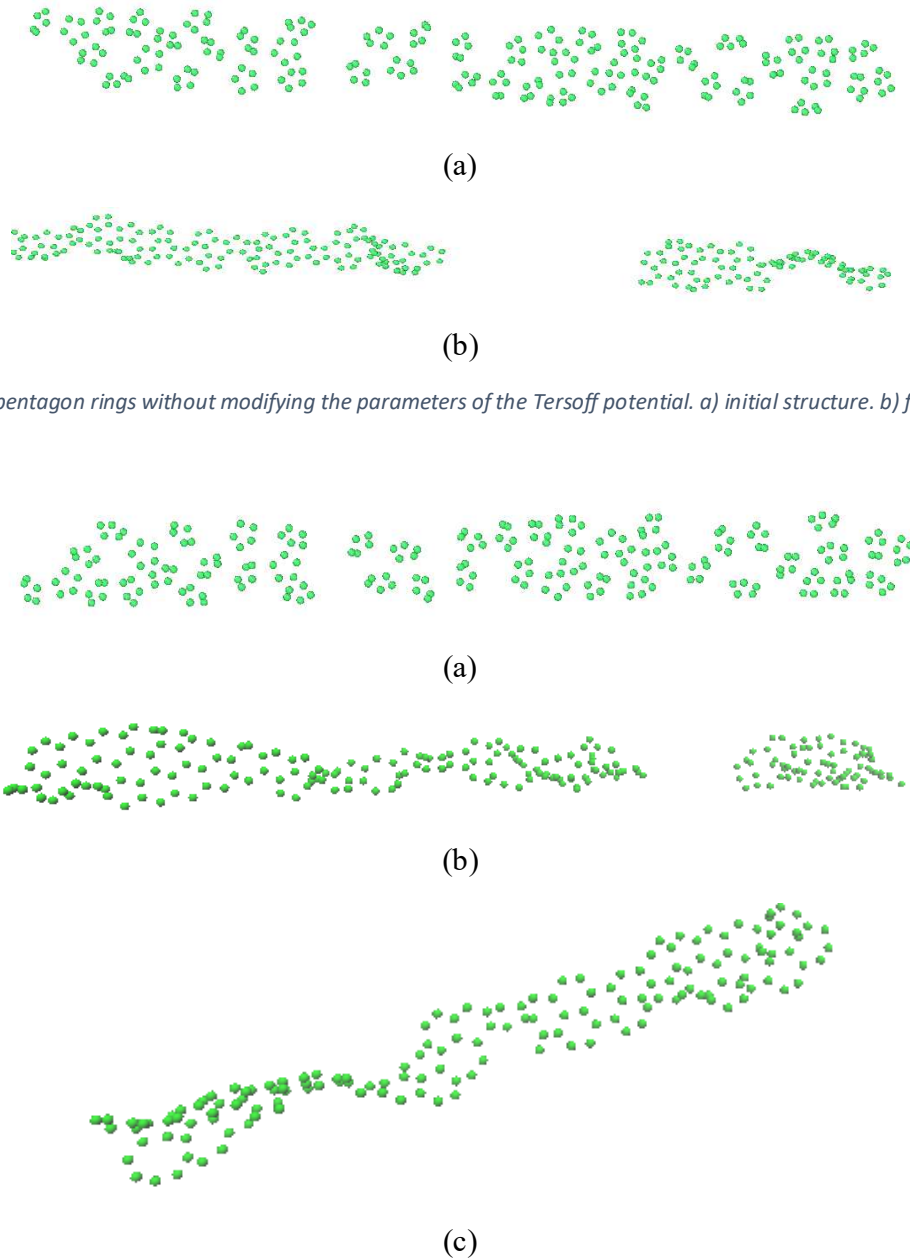 (a)
(b)
pentagon rings without modifying the parameters of the Tersoff potential. a) initial structure. b)
(a)
(b)
(c)